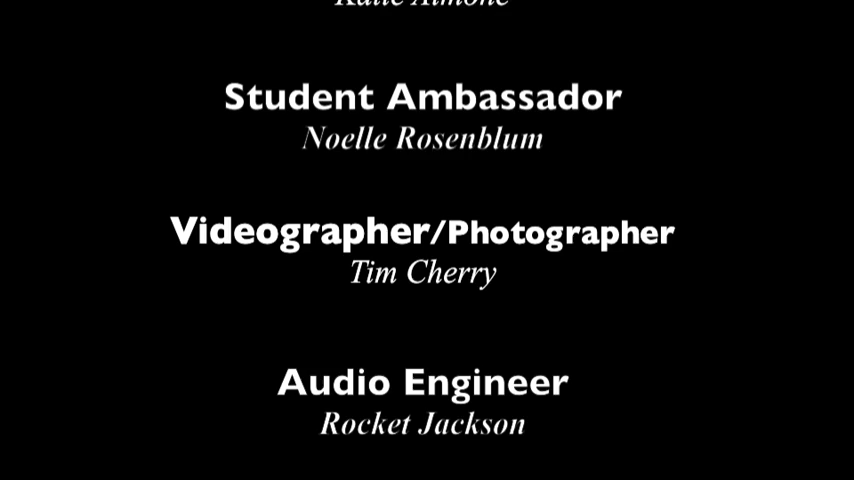 Student Ambassador
Noelle Rosenblum
Videographer/Photographer
Tim Cherry
Audio Engineer
Rocket Jackson